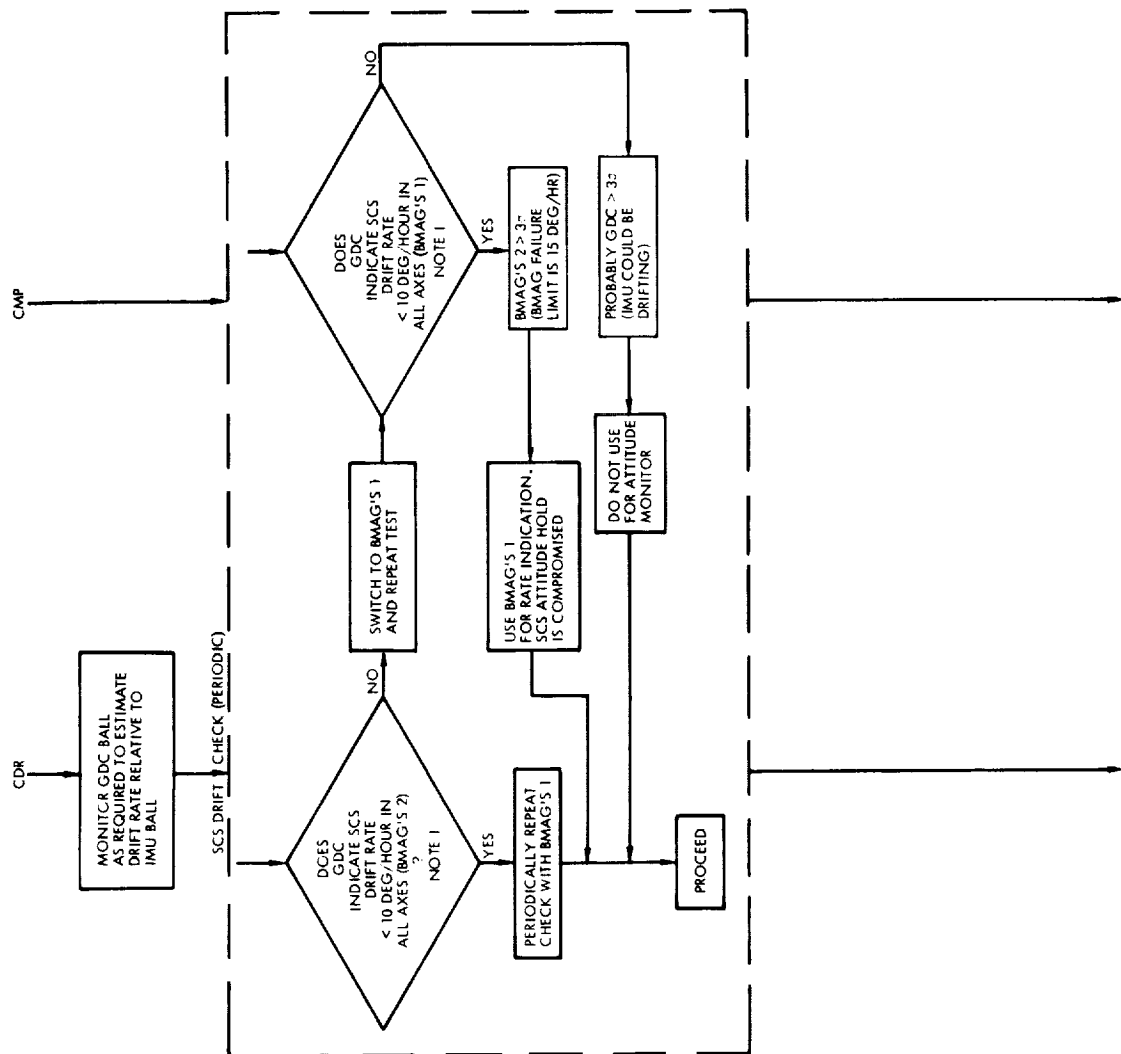 CDR
CMP
MONITOR GDC BALL
AS REQUIRED TO ESTIMATE
DRIFT RATE RELATIVE TO
IMU BALL
SCS DRIFT CHECK (PERIODIC)
DOES
GDC
INDICATE SCS
DRIFT RATE
< 10 DEG/HOUR IN
ALL AXES (BMAG'S 2)
?
NOTE 1
NO
YES
SWITCH TO BMAG'S 1
AND REPEAT TEST
DOES
GDC
INDICATE SCS
DRIFT RATE
< 10 DEG/HOUR IN
ALL AXES (BMAG'S 1)
NOTE 1
NO
YES
BMAG'S 2 > 3σ
(BMAG FAILURE
LIMIT IS 15 DEG/HR)
PROBABLY GDC > 3σ
(IMU COULD BE
DRIFTING)
USE BMAG'S 1
FOR RATE INDICATION.
SCS ATTITUDE HOLD
IS COMPROMISED
DO NOT USE
FOR ATTITUDE
MONITOR
PERIODICALLY REPEAT
CHECK WITH BMAG'S 1
PROCEED